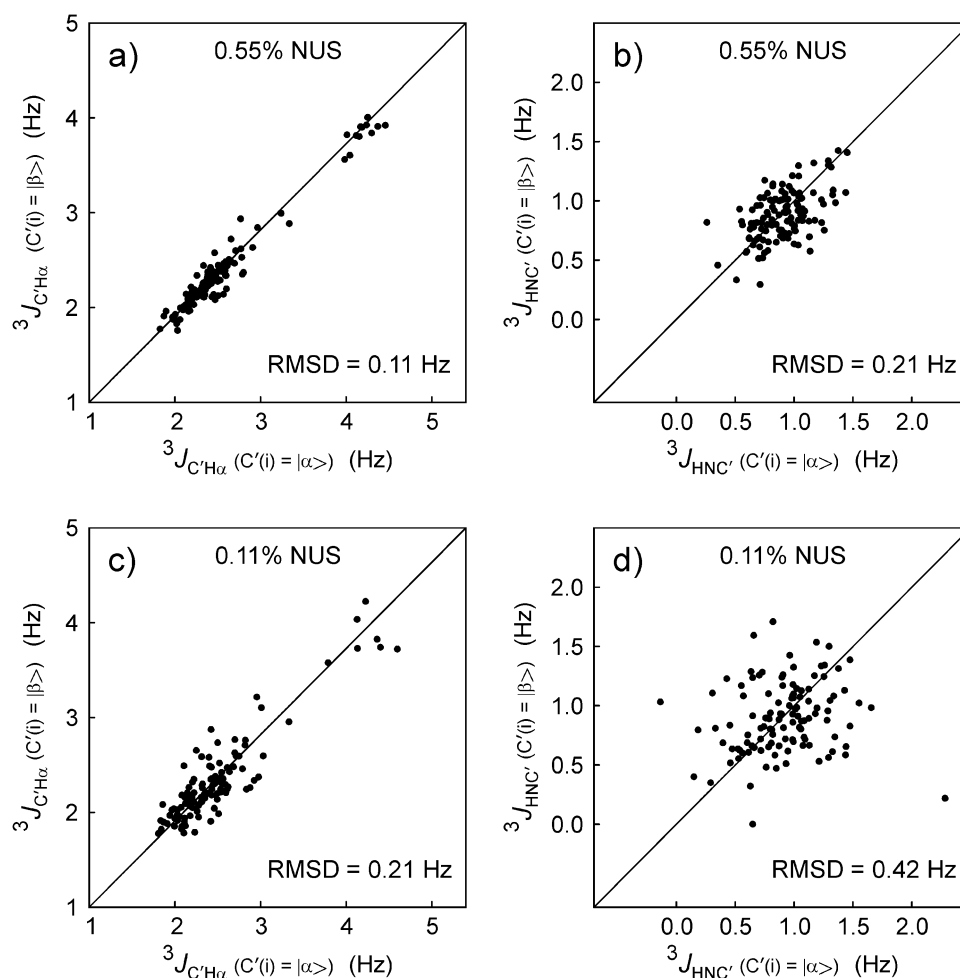 a)
0.55% NUS
5
4
3
2
1
1 2 3 4 5
³J_C′Hα (C′(i) = |β>) (Hz)
RMSD = 0.11 Hz
³J_C′Hα (C′(i) = |α>) (Hz)
b)
0.55% NUS
2.0
1.5
1.0
0.5
0.0
0.0 0.5 1.0 1.5 2.0
³J_HNC′ (C′(i) = |β>) (Hz)
RMSD = 0.21 Hz
³J_HNC′ (C′(i) = |α>) (Hz)
c)
0.11% NUS
5
4
3
2
1
1 2 3 4 5
³J_C′Hα (C′(i) = |β>) (Hz)
RMSD = 0.21 Hz
³J_C′Hα (C′(i) = |α>) (Hz)
d)
0.11% NUS
2.0
1.5
1.0
0.5
0.0
0.0 0.5 1.0 1.5 2.0
³J_HNC′ (C′(i) = |β>) (Hz)
RMSD = 0.42 Hz
³J_HNC′ (C′(i) = |α>) (Hz)